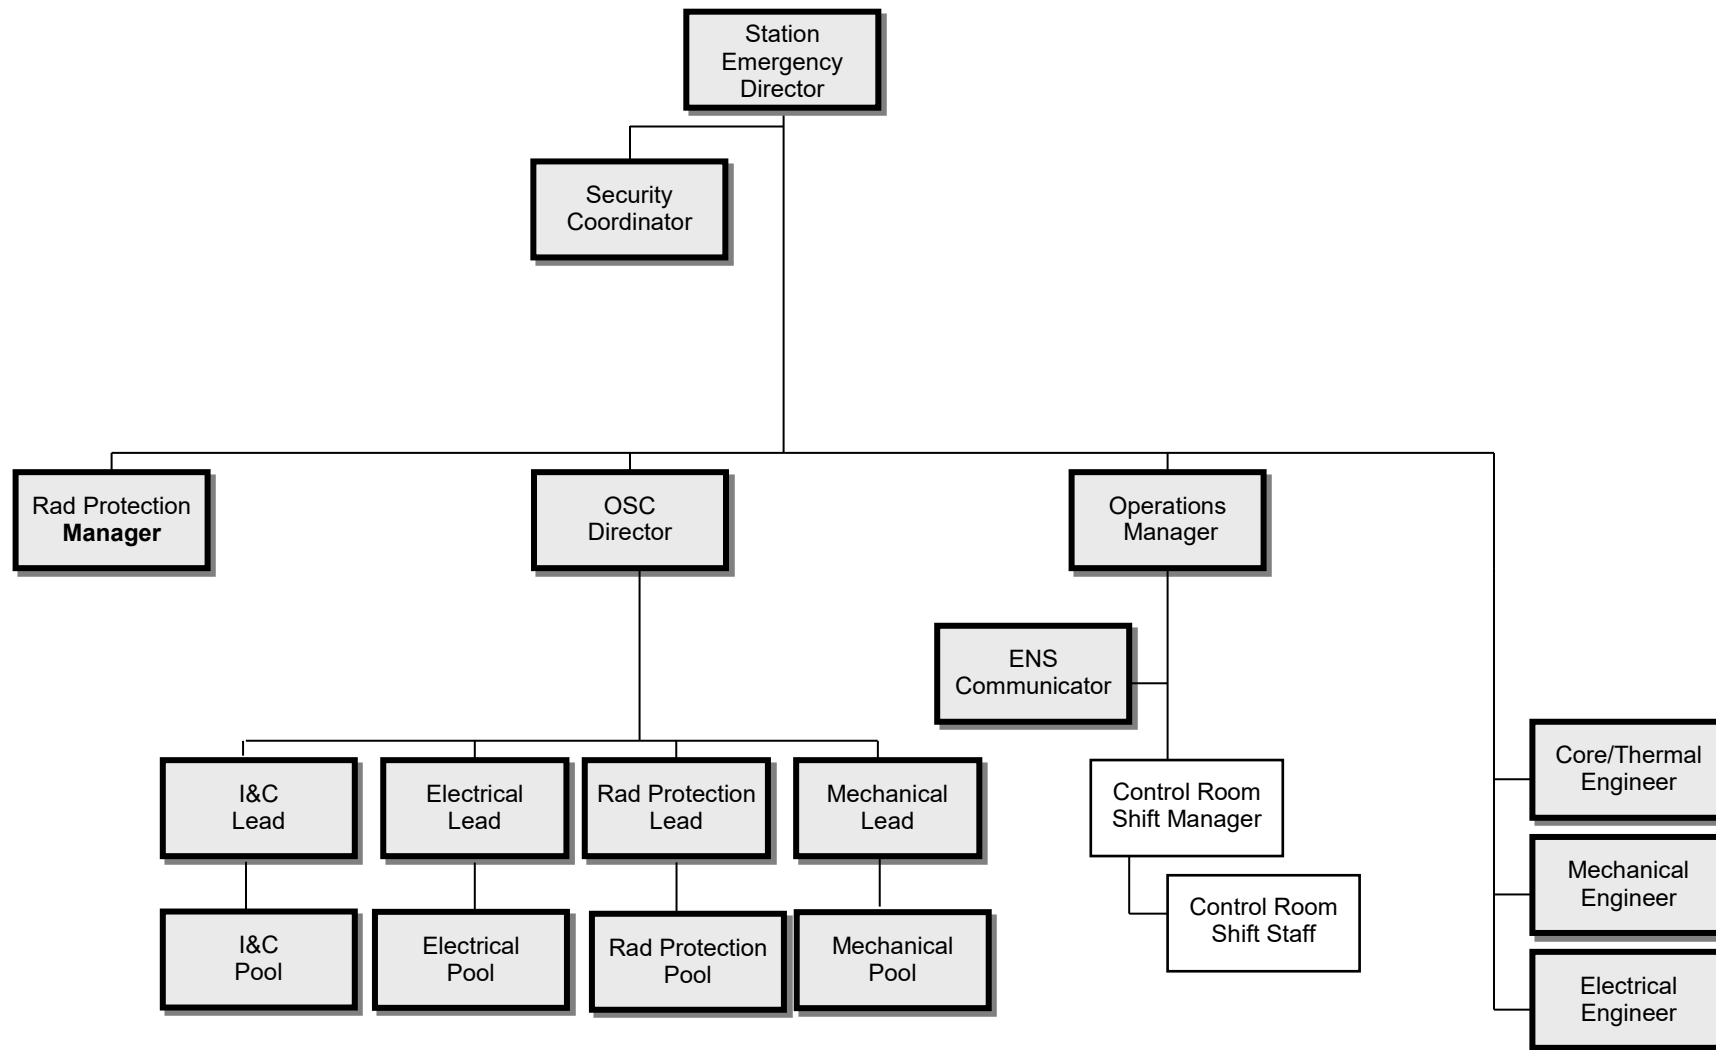 Station
Emergency
Director
Security
Coordinator
Rad Protection
Manager
OSC
Director
Operations
Manager
ENS
Communicator
I&C
Lead
Electrical
Lead
Rad Protection
Lead
Mechanical
Lead
Control Room
Shift Manager
Core/Thermal
Engineer
Mechanical
Engineer
I&C
Pool
Electrical
Pool
Rad Protection
Pool
Mechanical
Pool
Control Room
Shift Staff
Electrical
Engineer